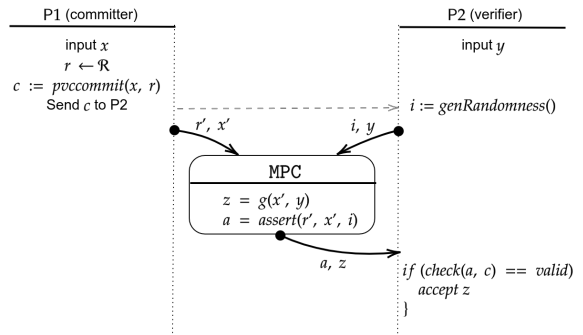 P1 (committer)
P2 (verifier)
input x
input y
r ← ℛ
c := pvccommit(x, r)
Send c to P2
i := genRandomness()
r′, x′
i, y
MPC
z = g(x′, y)
a = assert(r′, x′, i)
a, z
if (check(a, c) == valid)
accept z
}